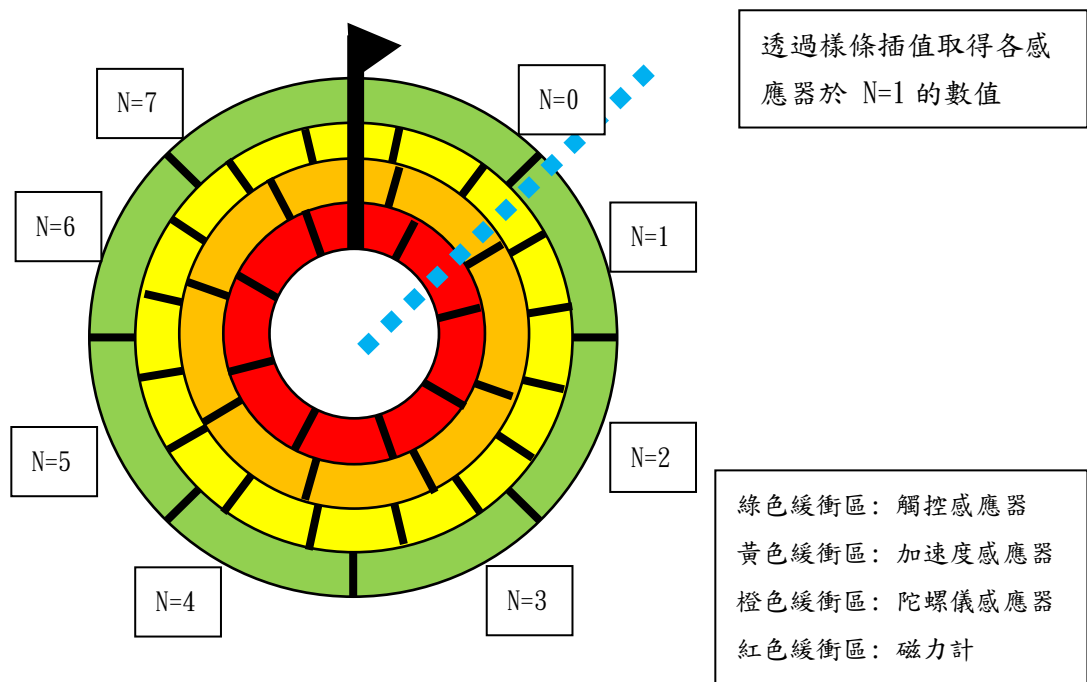 透過樣條插值取得各感
應器於 N=1 的數值
N=7
N=0
N=6
N=1
N=5
N=2
N=4
N=3
綠色緩衝區: 觸控感應器
黃色緩衝區: 加速度感應器
橙色緩衝區: 陀螺儀感應器
紅色緩衝區: 磁力計